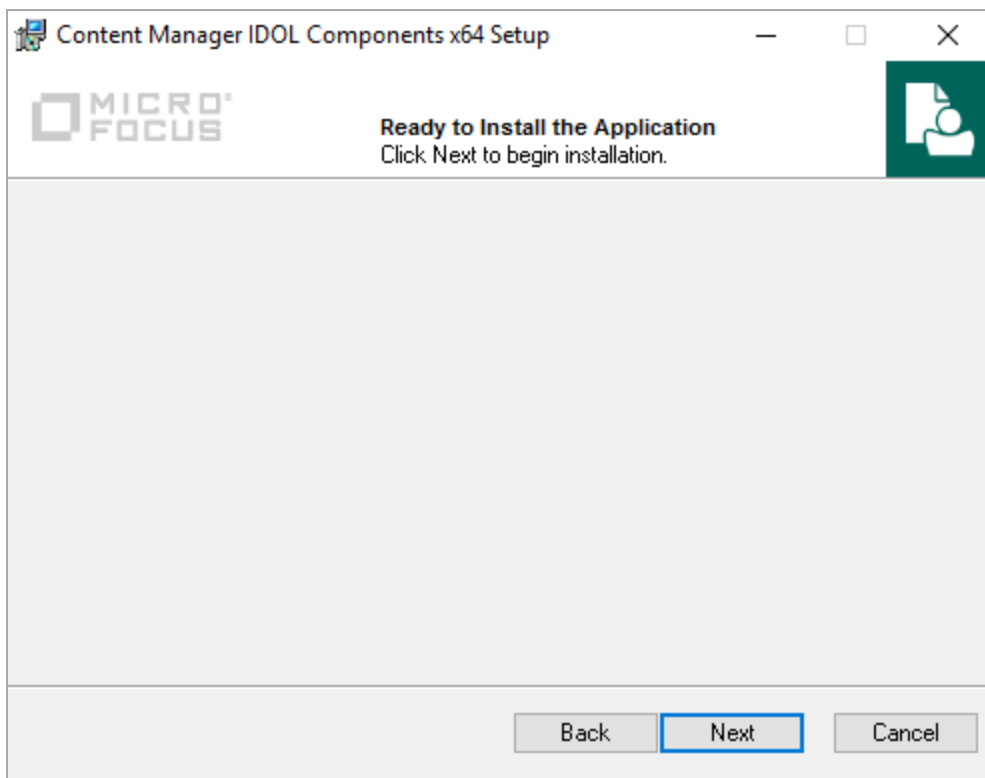 Content Manager IDOL Components x64 Setup
MICRO
FOCUS
Ready to Install the Application
Click Next to begin installation.
Back Next Cancel